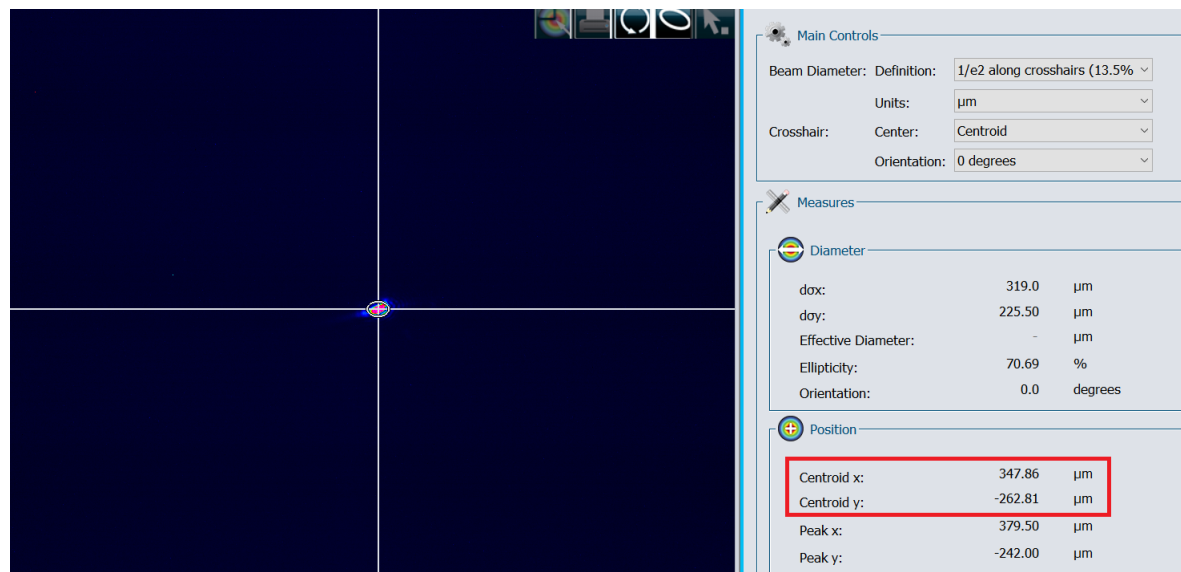 Main Controls
Beam Diameter: Definition: 1/e2 along crosshairs (13.5%
Units: µm
Crosshair: Center: Centroid
Orientation: 0 degrees
Measures
Diameter
dσx: 319.0 µm
dσy: 225.50 µm
Effective Diameter: - µm
Ellipticity: 70.69 %
Orientation: 0.0 degrees
Position
Centroid x: 347.86 µm
Centroid y: -262.81 µm
Peak x: 379.50 µm
Peak y: -242.00 µm